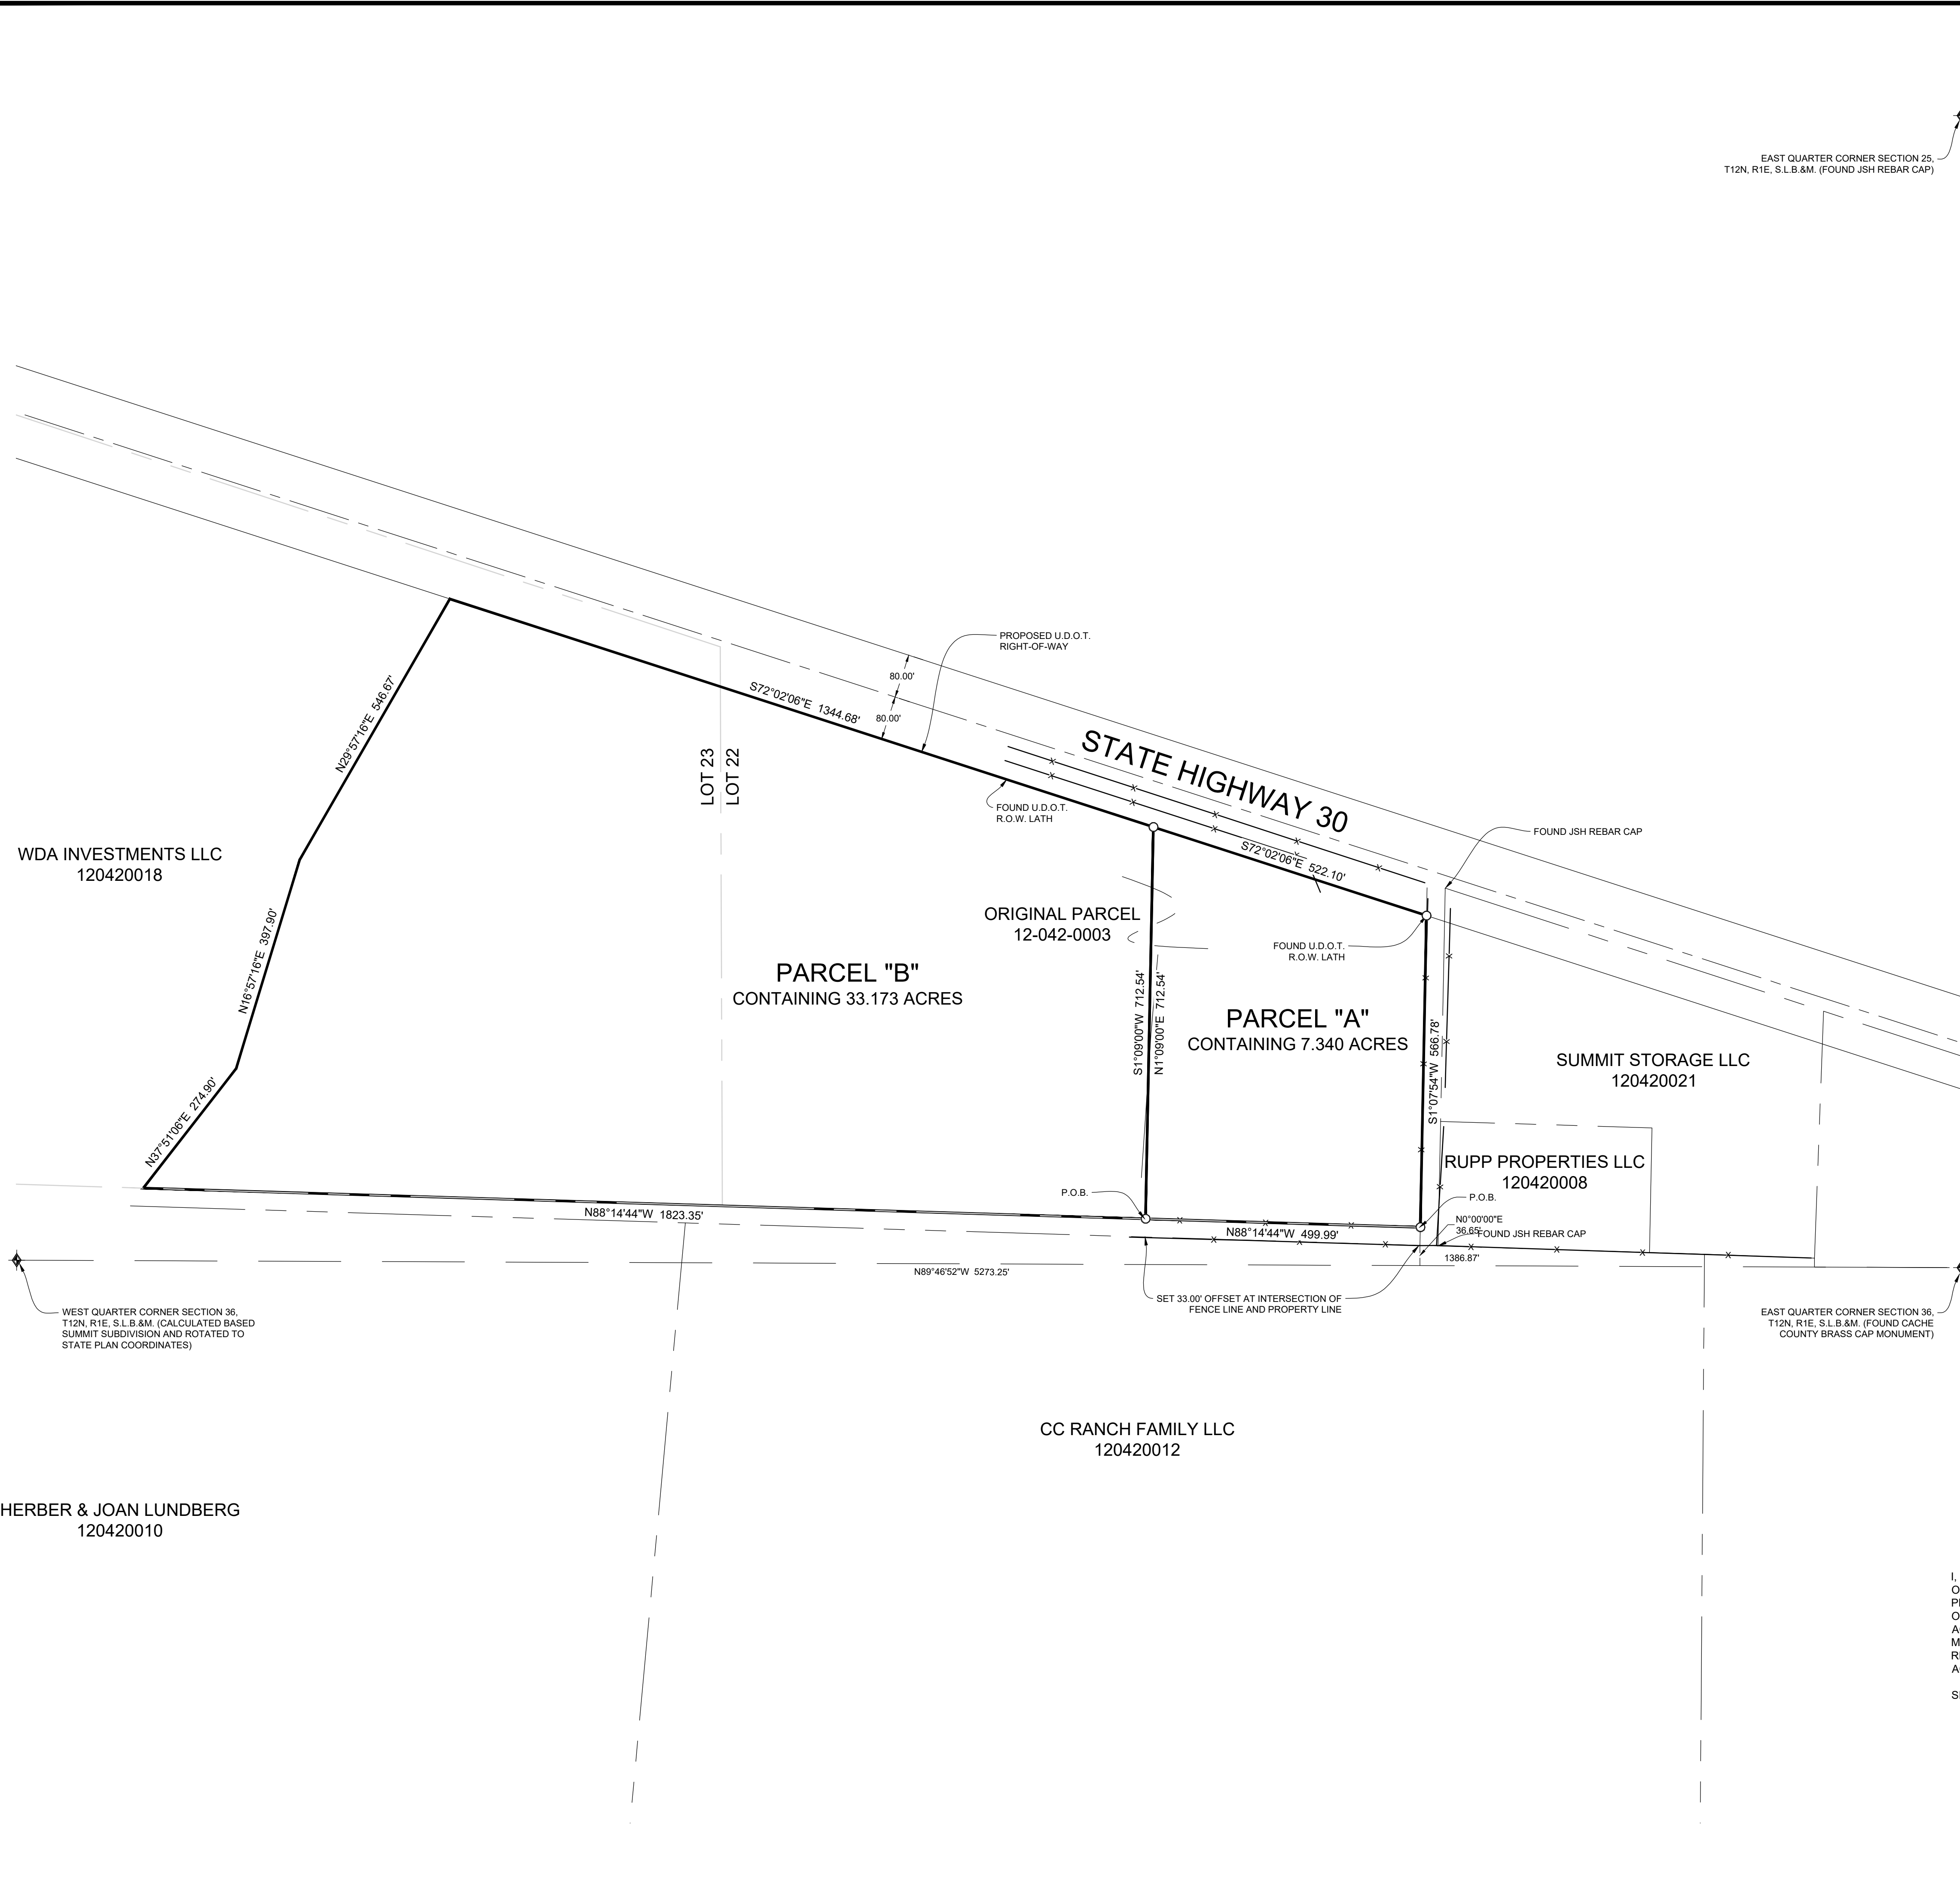 EAST QUARTER CORNER SECTION 25,
T12N, R1E, S.L.B.&M. (FOUND JSH REBAR CAP)
PROPOSED U.D.O.T.
RIGHT-OF-WAY
80.00'
80.00'
N29°57'16"E 546.67'
S72°02'06"E 1344.68'
LOT 23
LOT 22
STATE HIGHWAY 30
FOUND U.D.O.T.
R.O.W. LATH
FOUND JSH REBAR CAP
S72°02'06"E 522.10'
WDA INVESTMENTS LLC
120420018
ORIGINAL PARCEL
12-042-0003
N16°57'16"E 397.90'
FOUND U.D.O.T.
R.O.W. LATH
PARCEL "B"
CONTAINING 33.173 ACRES
S1°09'00"W 712.54'
N1°09'00"E 712.54'
PARCEL "A"
CONTAINING 7.340 ACRES
S1°07'54"W 566.78'
SUMMIT STORAGE LLC
120420021
N37°51'06"E 274.90'
RUPP PROPERTIES LLC
120420008
P.O.B.
P.O.B.
N88°14'44"W 1823.35'
N88°14'44"W 499.99'
N0°00'00"E
36.65'
FOUND JSH REBAR CAP
1386.87'
N89°46'52"W 5273.25'
SET 33.00' OFFSET AT INTERSECTION OF
FENCE LINE AND PROPERTY LINE
WEST QUARTER CORNER SECTION 36,
T12N, R1E, S.L.B.&M. (CALCULATED BASED
SUMMIT SUBDIVISION AND ROTATED TO
STATE PLAN COORDINATES)
EAST QUARTER CORNER SECTION 36,
T12N, R1E, S.L.B.&M. (FOUND CACHE
COUNTY BRASS CAP MONUMENT)
CC RANCH FAMILY LLC
120420012
HERBER & JOAN LUNDBERG
120420010
I,